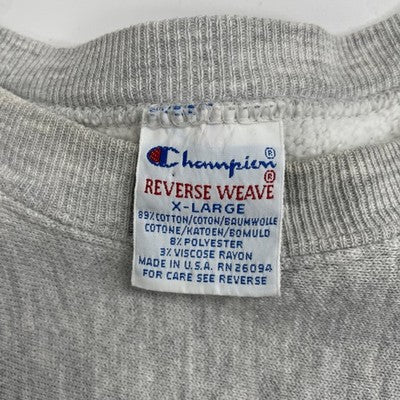 Champion®
REVERSE WEAVE®
X-LARGE
89% COTTON/COTON/BAUMWOLLE
COTONE/KATOEN/BOMULD
8% POLYESTER
3% VISCOSE RAYON
MADE IN U.S.A. RN 26094
FOR CARE SEE REVERSE